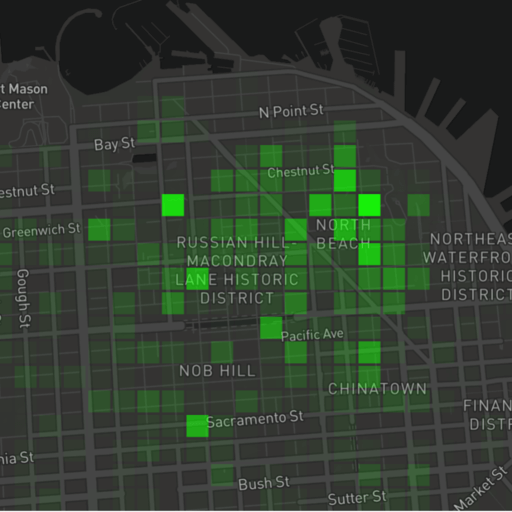 t Mason
Center
N Point St
Bay St
Chestnut St
estnut St
Greenwich St
NORTH
BEACH
RUSSIAN HILL-
MACONDRAY
LANE HISTORIC
DISTRICT
NORTHEAS
WATERFRO
HISTORIC
DISTRICT
Gough St
Pacific Ave
NOB HILL
CHINATOWN
Sacramento St
FINAN
DISTR
nia St
Bush St
Sutter St
Market St